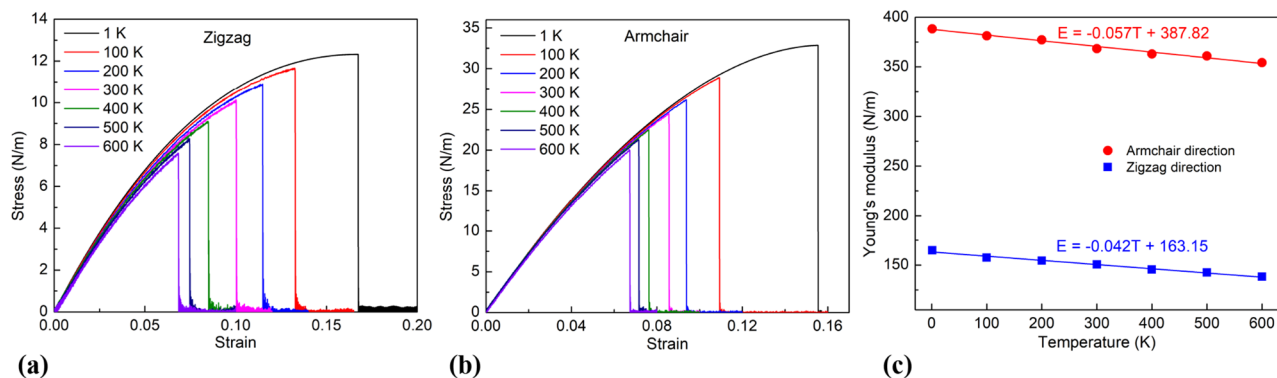 14
12
10
8
6
4
2
0
Stress (N/m)
Zigzag
1 K
100 K
200 K
300 K
400 K
500 K
600 K
0.00
0.05
0.10
0.15
0.20
Strain
(a)
35
30
25
20
15
10
5
0
Stress (N/m)
Armchair
1 K
100 K
200 K
300 K
400 K
500 K
600 K
0.00
0.04
0.08
0.12
0.16
Strain
(b)
400
350
300
250
200
150
100
Young's modulus (N/m)
E = -0.057T + 387.82
Armchair direction
Zigzag direction
E = -0.042T + 163.15
0
100
200
300
400
500
600
Temperature (K)
(c)